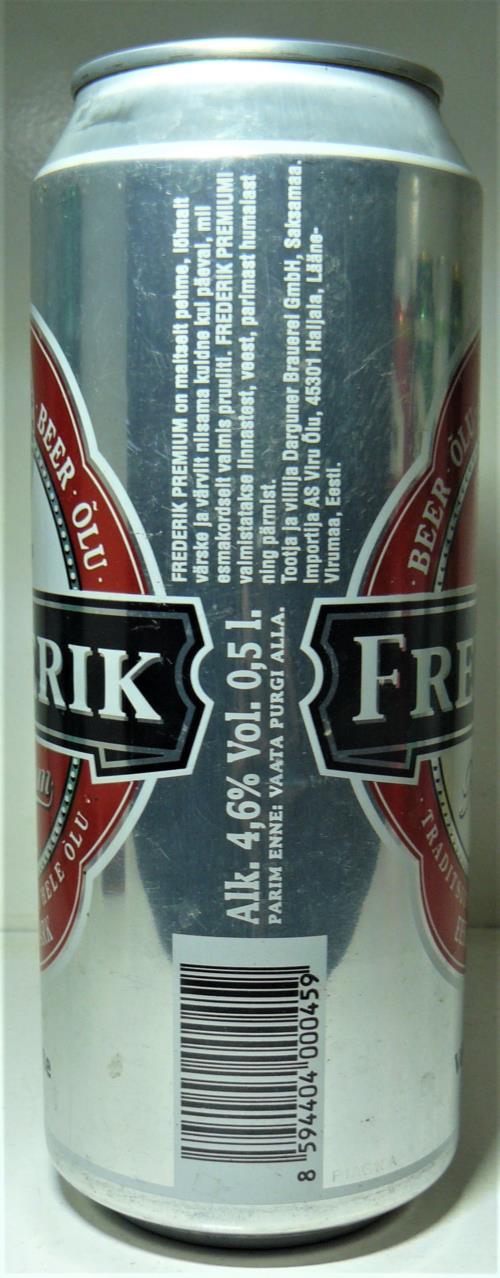 FREDERIK PREMIUM on maitselt pehme, lõhnalt
värske ja värvilt niisama kuldne kui päeval, mil
esmakordselt valmis pruuliti. FREDERIK PREMIUMI
valmistatakse linnastest, veest, parimast humalast
ning pärmist.
Tootja ja villija Darguner Brauerei GmbH, Saksamaa.
Importija AS Viru Õlu, 45301 Haljala, Lääne-
Virumaa, Eesti.
Alk. 4,6% Vol. 0,5 l.
PARIM ENNE: VAATA PURGI ALLA.
8 594404 000459
BEER · ÕLU ·
RIK
HELE ÕLU ·
· BEER · ÕLU
FRE
· TRADITS